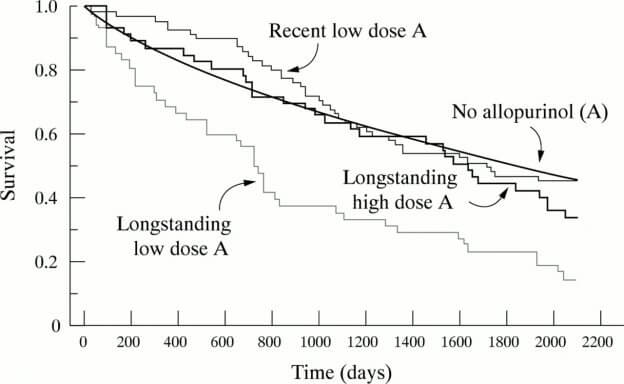 1.0
0.8
0.6
0.4
0.2
0
Survival
Recent low dose A
No allopurinol (A)
Longstanding
high dose A
Longstanding
low dose A
0 200 400 600 800 1000 1200 1400 1600 1800 2000 2200
Time (days)